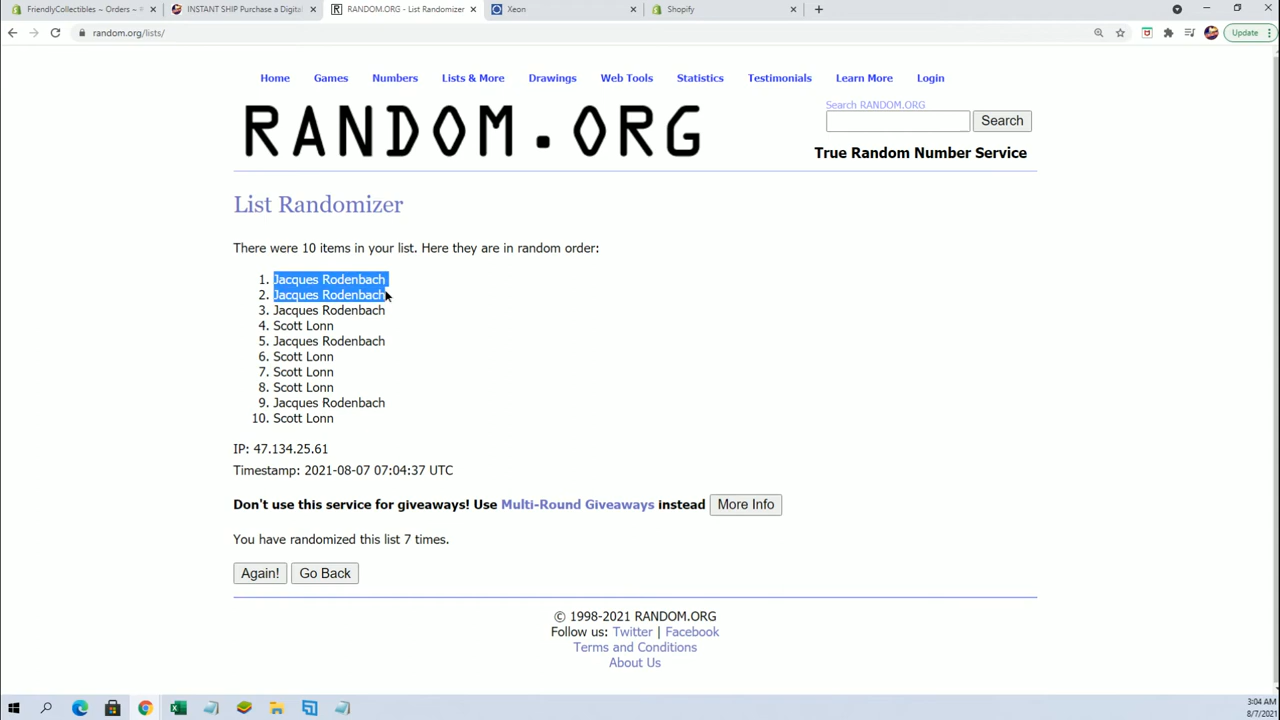 FriendlyCollectibles ~ Orders ~
INSTANT SHIP Purchase a Digita
RANDOM.ORG - List Randomizer
Xeon
Shopify
random.org/lists/
Update
Home Games Numbers Lists & More Drawings Web Tools Statistics Testimonials Learn More Login
RANDOM.ORG
Search RANDOM.ORG
Search
True Random Number Service
List Randomizer
There were 10 items in your list. Here they are in random order:
1. Jacques Rodenbach
2. Jacques Rodenbach
3. Jacques Rodenbach
4. Scott Lonn
5. Jacques Rodenbach
6. Scott Lonn
7. Scott Lonn
8. Scott Lonn
9. Jacques Rodenbach
10. Scott Lonn
IP: 47.134.25.61
Timestamp: 2021-08-07 07:04:37 UTC
Don't use this service for giveaways! Use Multi-Round Giveaways instead More Info
You have randomized this list 7 times.
Again! Go Back
© 1998-2021 RANDOM.ORG
Follow us: Twitter | Facebook
Terms and Conditions
About Us
3:04 AM
8/7/2021